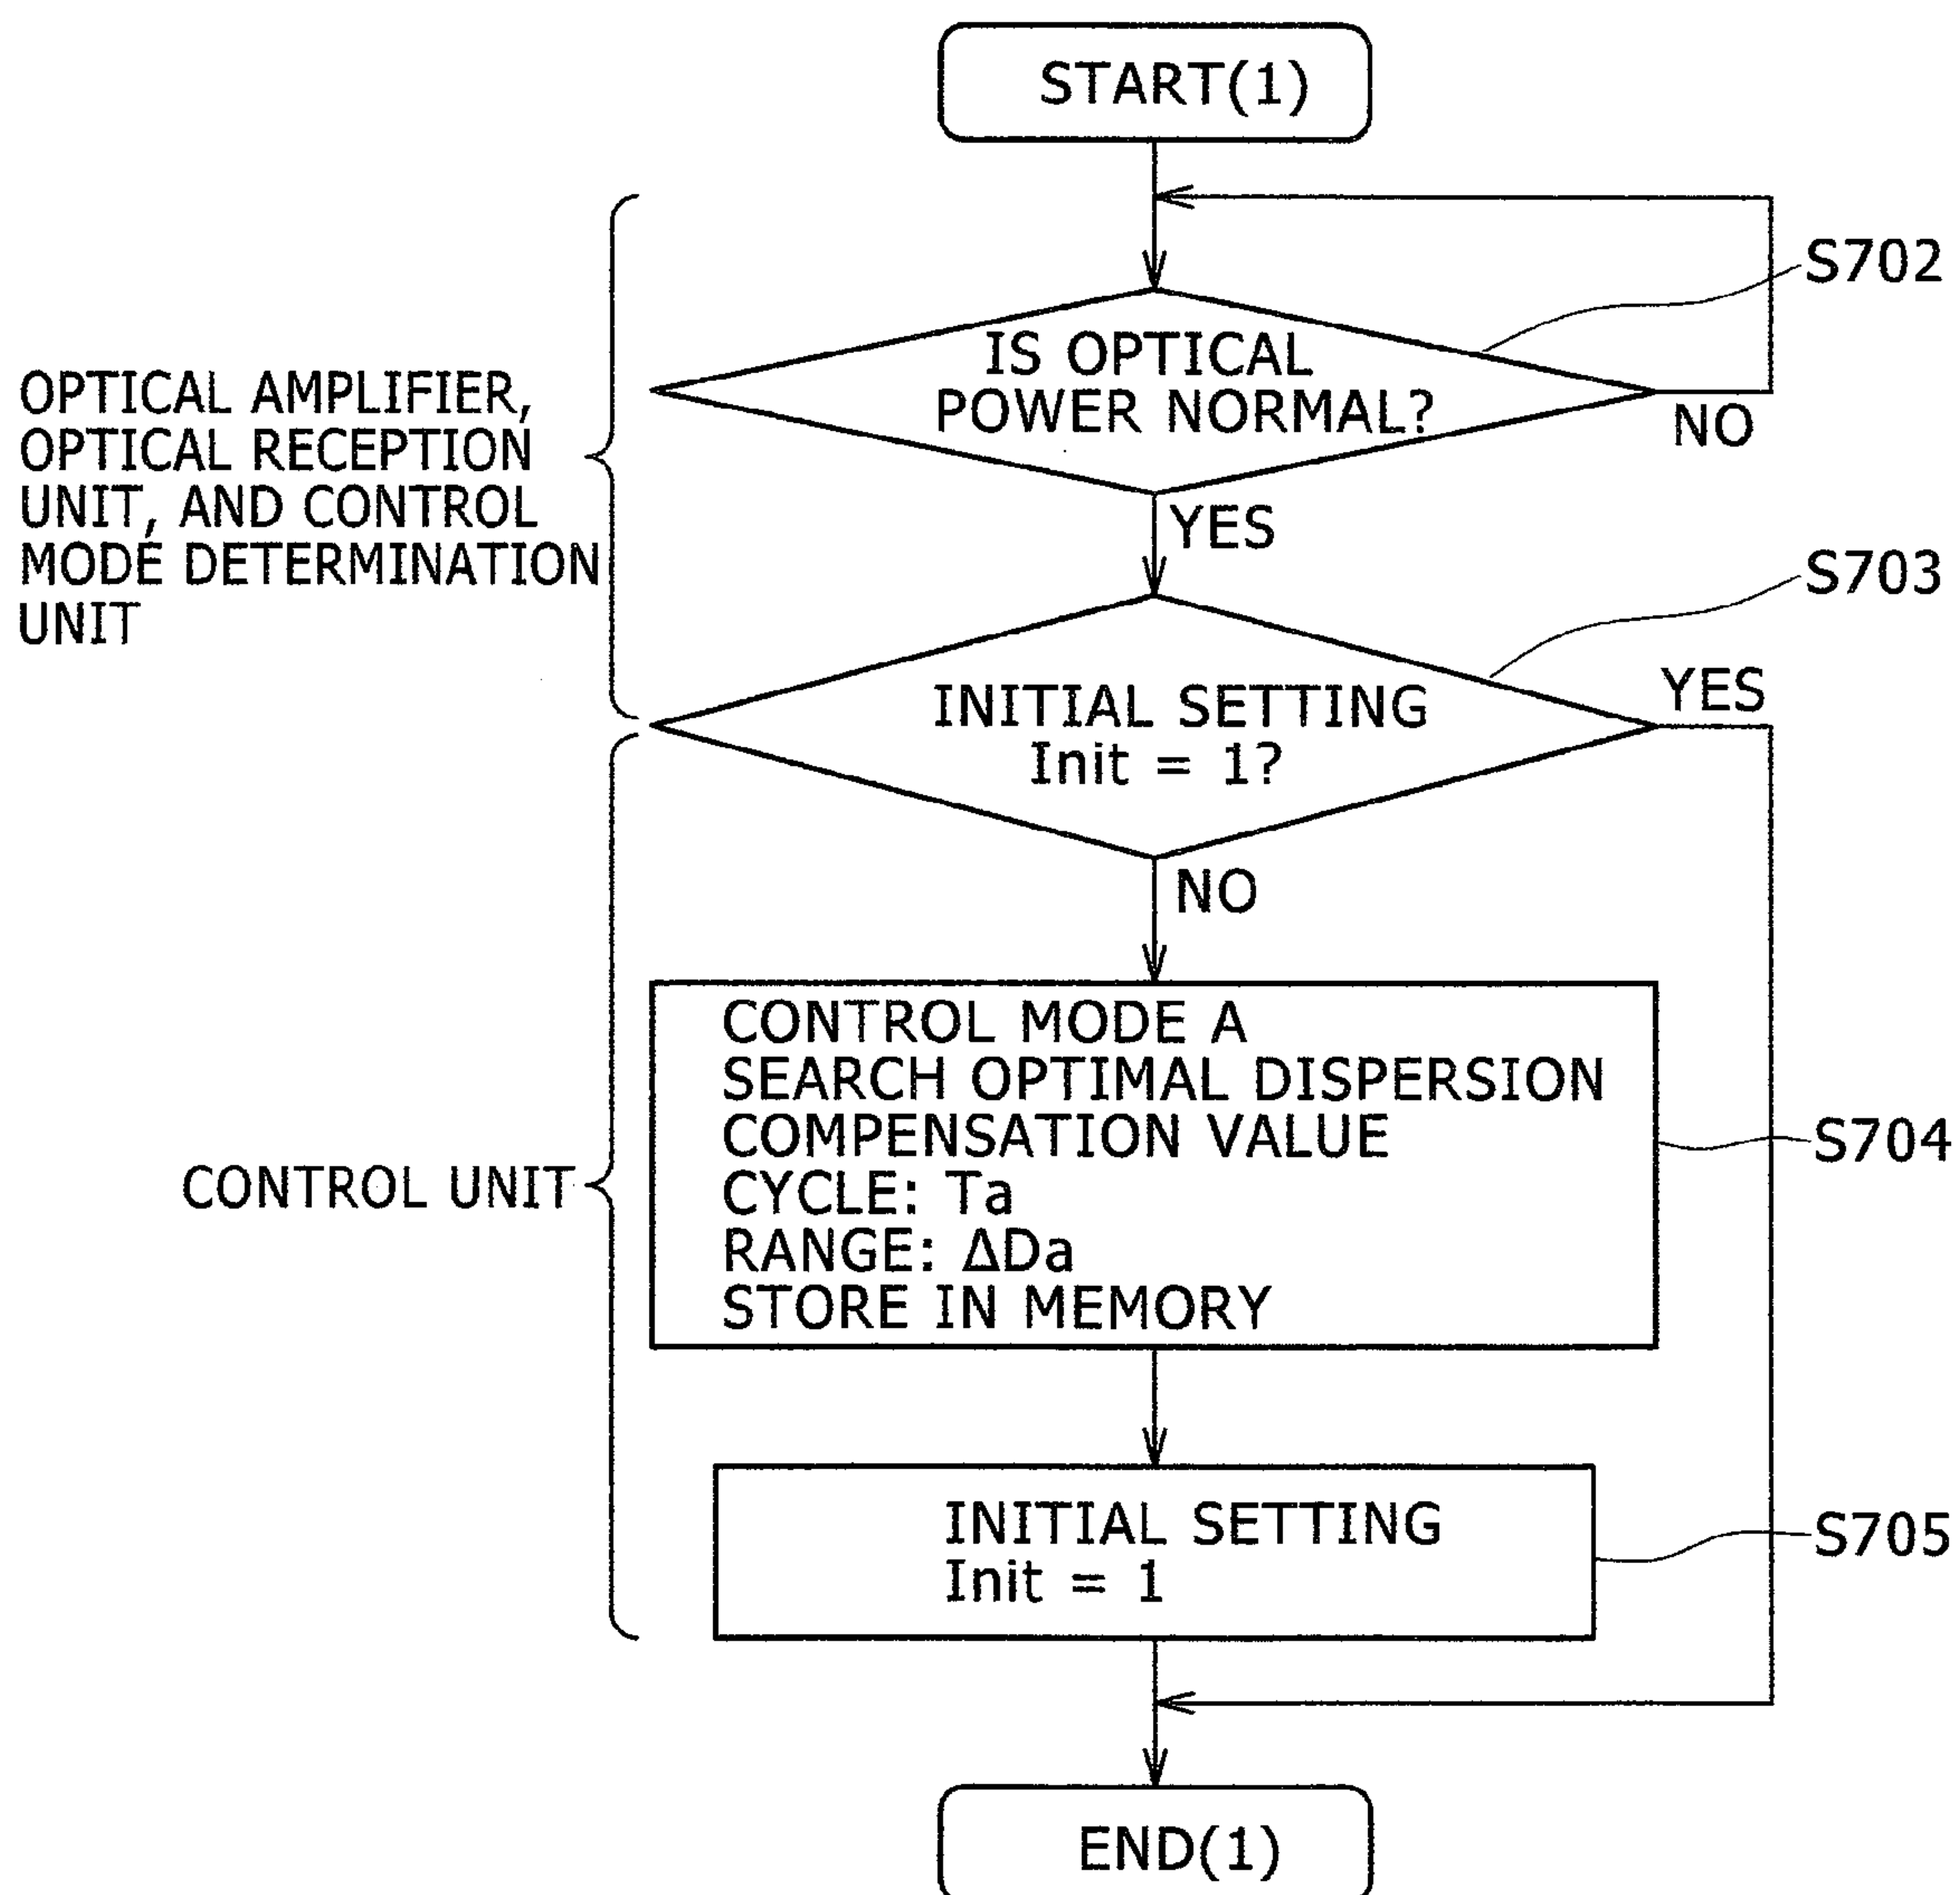 START(1)
S702
IS OPTICAL
POWER NORMAL?
NO
OPTICAL AMPLIFIER,
OPTICAL RECEPTION
UNIT, AND CONTROL
MODE DETERMINATION
UNIT
YES
S703
INITIAL SETTING
Init = 1?
YES
NO
CONTROL MODE A
SEARCH OPTIMAL DISPERSION
COMPENSATION VALUE
CYCLE: Ta
RANGE: ΔDa
STORE IN MEMORY
S704
CONTROL UNIT
INITIAL SETTING
Init = 1
S705
END(1)